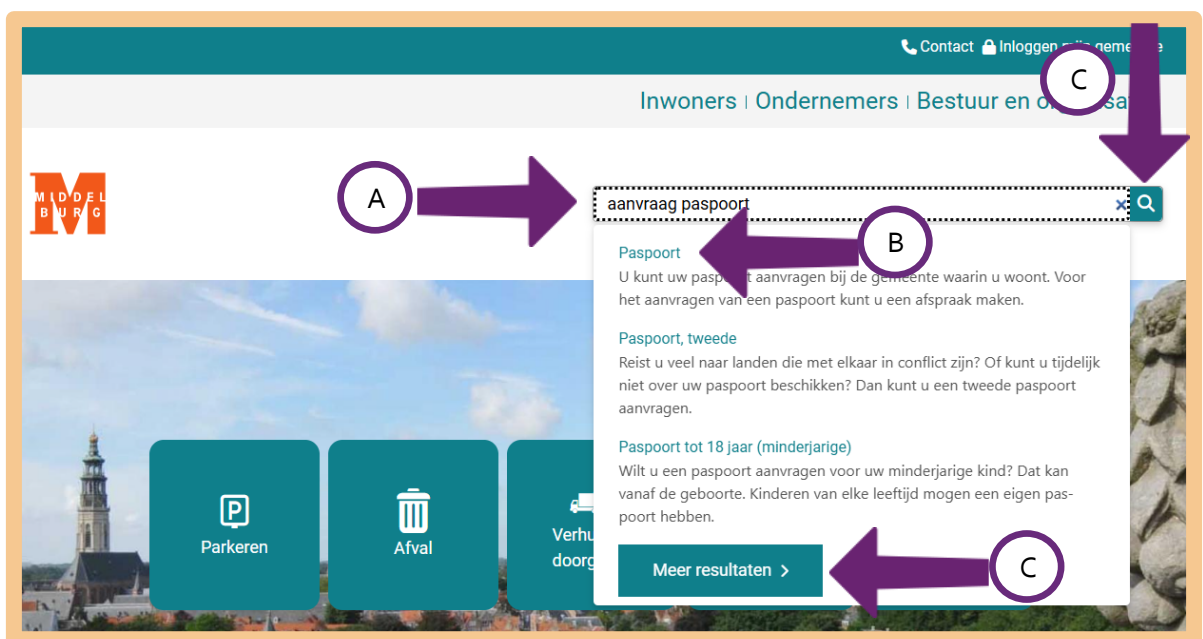 Contact Inloggen
C
Inwoners Ondernemers Bestuur en
MIDDEL
BURG
A
aanvraag paspoort
B
Paspoort
U kunt uw aanvragen bij de gemeente waarin u woont. Voor
het aanvragen van een paspoort kunt u een afspraak maken.
Paspoort, tweede
Reist u veel naar landen die met elkaar in conflict zijn? Of kunt u tijdelijk
niet over uw paspoort beschikken? Dan kunt u een tweede paspoort
aanvragen.
Paspoort tot 18 jaar (minderjarige)
Wilt u een paspoort aanvragen voor uw minderjarige kind? Dat kan
vanaf de geboorte. Kinderen van elke leeftijd mogen een eigen pas-
poort hebben.
P
Parkeren
Afval
Verhu
doorg
Meer resultaten
C